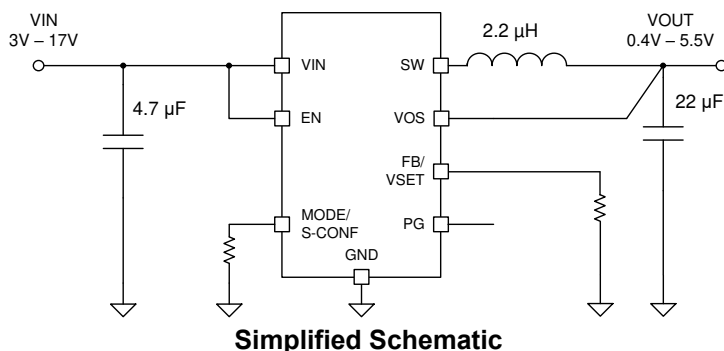 VIN
3V – 17V
4.7 µF
VIN
EN
MODE/
S-CONF
GND
SW
VOS
FB/
VSET
PG
2.2 µH
VOUT
0.4V – 5.5V
22 µF
Simplified Schematic